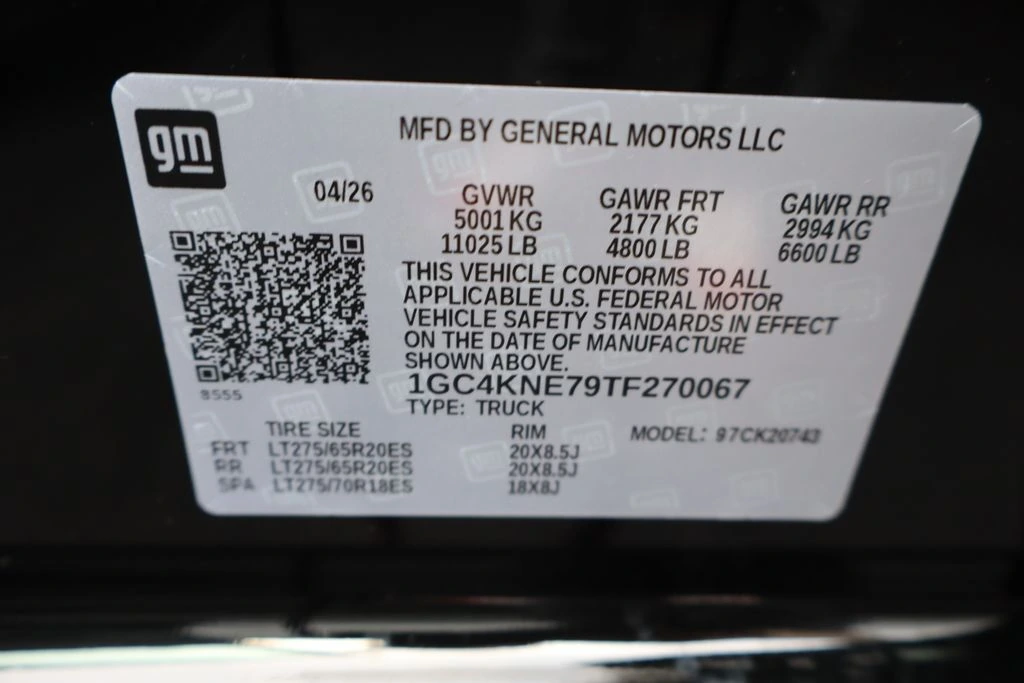 gm
MFD BY GENERAL MOTORS LLC
04/26
GVWR GAWR FRT GAWR RR
5001 KG 2177 KG 2994 KG
11025 LB 4800 LB 6600 LB
THIS VEHICLE CONFORMS TO ALL
APPLICABLE U.S. FEDERAL MOTOR
VEHICLE SAFETY STANDARDS IN EFFECT
ON THE DATE OF MANUFACTURE
SHOWN ABOVE.
1GC4KNE79TF270067
8555
TYPE: TRUCK
TIRE SIZE RIM MODEL: 97CK20743
FRT LT275/65R20ES 20X8.5J
RR LT275/65R20ES 20X8.5J
SPA LT275/70R18ES 18X8J